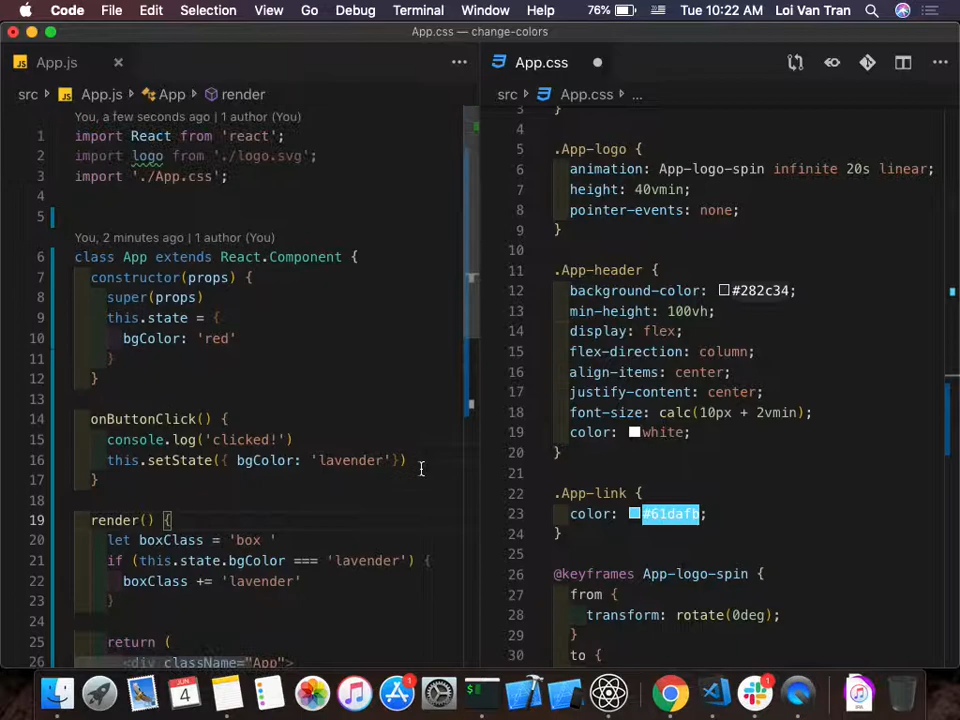 Code File Edit Selection View Go Debug Terminal Window Help 76% Tue 10:22 AM Loi Van Tran
App.css — change-colors
JS App.js
src > JS App.js > App > render
You, a few seconds ago | 1 author (You)
1 import React from 'react';
2 import logo from './logo.svg';
3 import './App.css';
4
5
You, 2 minutes ago | 1 author (You)
6 class App extends React.Component {
7 constructor(props) {
8 super(props)
9 this.state = {
10 bgColor: 'red'
11 }
12 }
13
14 onButtonClick() {
15 console.log('clicked!')
16 this.setState({ bgColor: 'lavender'})
17 }
18
19 render() {
20 let boxClass = 'box '
21 if (this.state.bgColor === 'lavender') {
22 boxClass += 'lavender'
23 }
24
25 return (
26 <div className="App">
App.css
src > App.css > ...
3 }
4
5 .App-logo {
6 animation: App-logo-spin infinite 20s linear;
7 height: 40vmin;
8 pointer-events: none;
9 }
10
11 .App-header {
12 background-color: #282c34;
13 min-height: 100vh;
14 display: flex;
15 flex-direction: column;
16 align-items: center;
17 justify-content: center;
18 font-size: calc(10px + 2vmin);
19 color: white;
20 }
21
22 .App-link {
23 color: #61dafb;
24 }
25
26 @keyframes App-logo-spin {
27 from {
28 transform: rotate(0deg);
29 }
30 to {
4
1
1